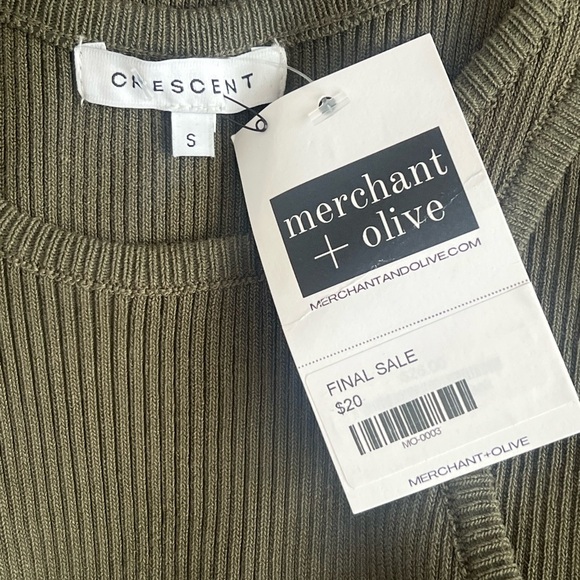 CRESCENT
S
merchant
+ olive
MERCHANTANDOLIVE.COM
FINAL SALE
$20
MO-0003
MERCHANT+OLIVE